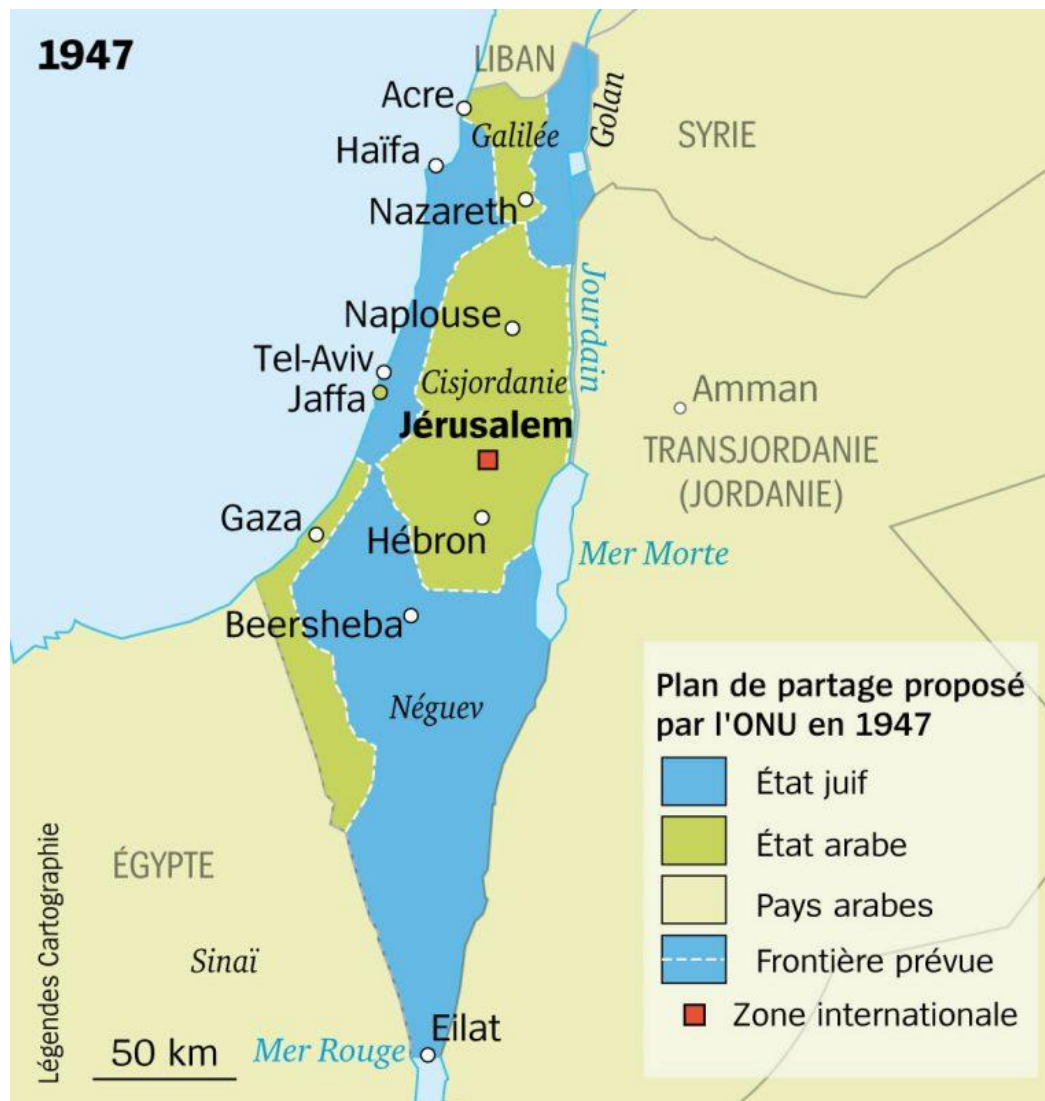 1947
LIBAN
Acre
Galilée
Golan
SYRIE
Haïfa
Nazareth
Jourdain
Naplouse
Tel-Aviv
Cisjordanie
Jaffa
Amman
Jérusalem
TRANSJORDANIE
(JORDANIE)
Gaza
Hébron
Mer Morte
Beersheba
Néguev
ÉGYPTE
Sinaï
Mer Rouge
Eilat
50 km
Légendes Cartographie
Plan de partage proposé
par l'ONU en 1947
État juif
État arabe
Pays arabes
Frontière prévue
Zone internationale